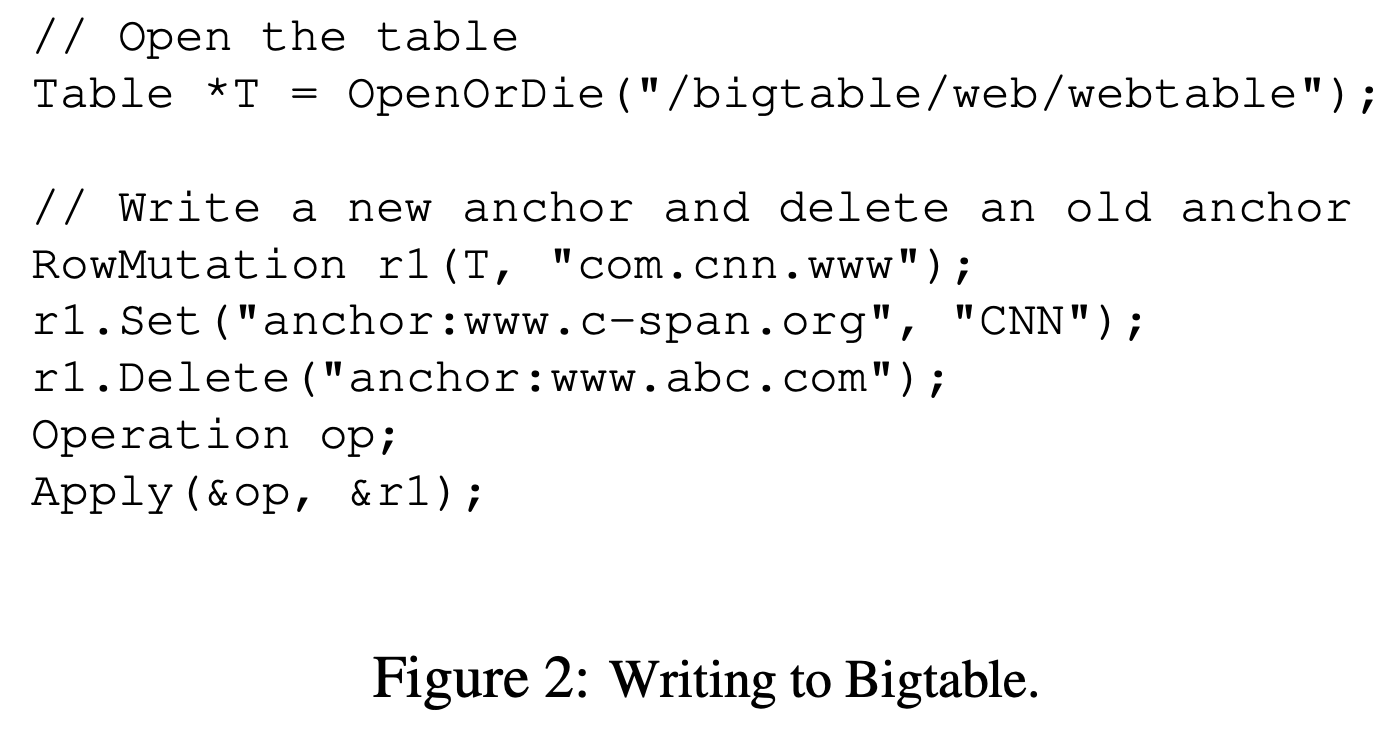 // Open the table
Table *T = OpenOrDie("/bigtable/web/webtable");
// Write a new anchor and delete an old anchor
RowMutation r1(T, "com.cnn.www");
r1.Set("anchor:www.c-span.org", "CNN");
r1.Delete("anchor:www.abc.com");
Operation op;
Apply(&op, &r1);
Figure 2: Writing to Bigtable.